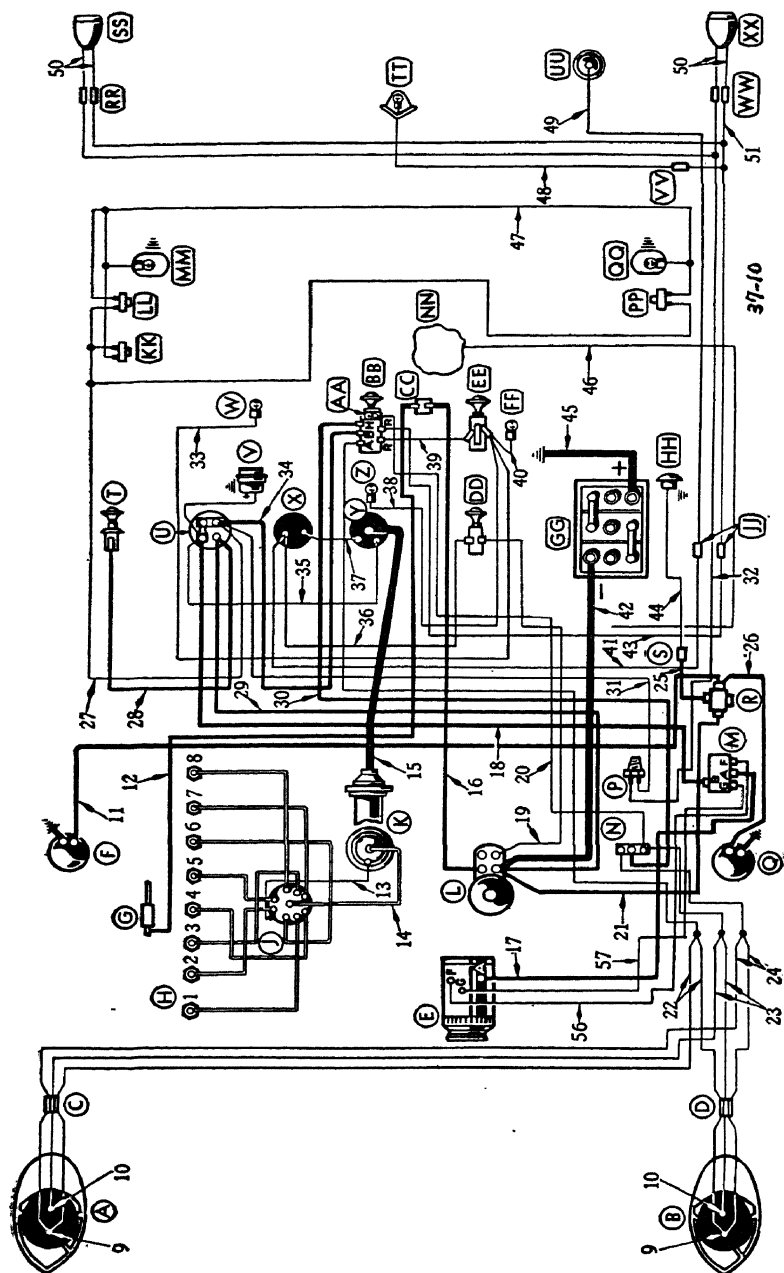 9 10 B
9 10 A
D
C
22 23 24
56 57 17 E
21 L 19 20 16
14 13 J K 15
H 1 2 3 4 5 6 7 8
G 12
F 11
Q M R 26
B A F G
N P 31
S 25 41 43 32
18 29 30 28 27
44 42 45
− +
GG
HH
JJ
36 37 35 34 33
38 39 40 46
T
U
V
W
X
Y
Z
AA
BB
A B H R R
CC
DD
EE
FF
KK
LL
MM
NN
PP
QQ
47
37-10
48
49
51
VV
TT
UU
WW
RR
50
50
XX
SS